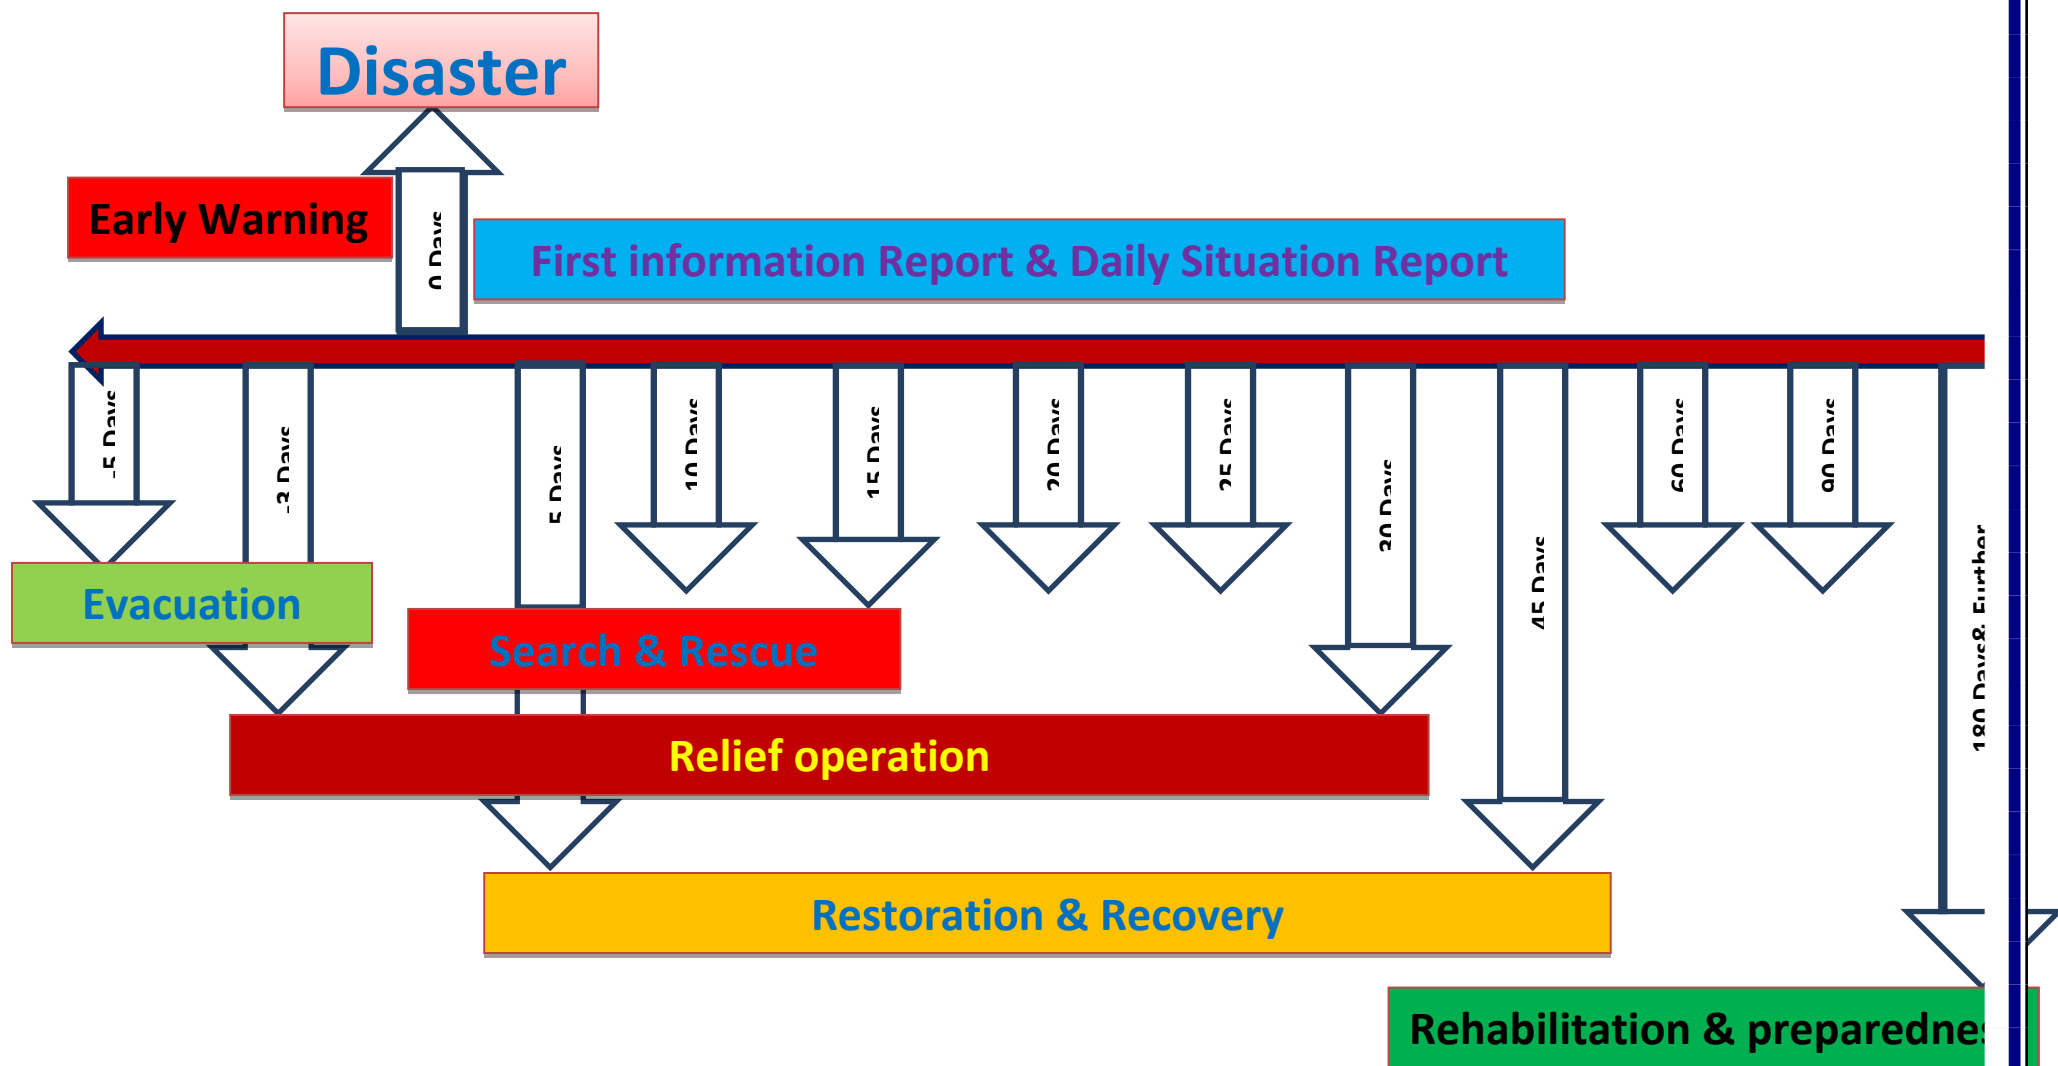 Disaster
Early Warning
0 Days
First information Report & Daily Situation Report
-5 Days
-3 Days
5 Days
10 Days
15 Days
20 Days
25 Days
30 Days
45 Days
60 Days
90 Days
180 Days& Further
Evacuation
Search & Rescue
Relief operation
Restoration & Recovery
Rehabilitation & preparednes